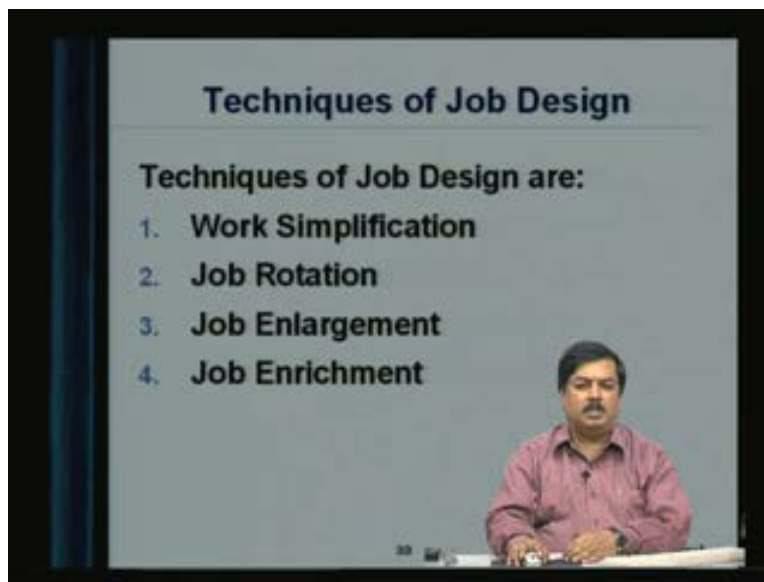 Techniques of Job Design
Techniques of Job Design are:
1. Work Simplification
2. Job Rotation
3. Job Enlargement
4. Job Enrichment